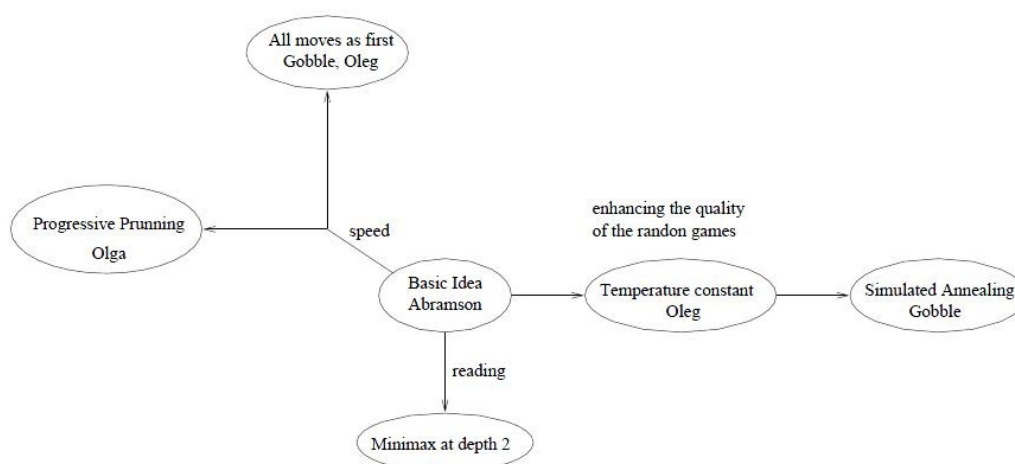 All moves as first
Gobble, Oleg
Progressive Prunning
Olga
speed
enhancing the quality
of the randon games
Basic Idea
Abramson
Temperature constant
Oleg
Simulated Annealing
Gobble
reading
Minimax at depth 2